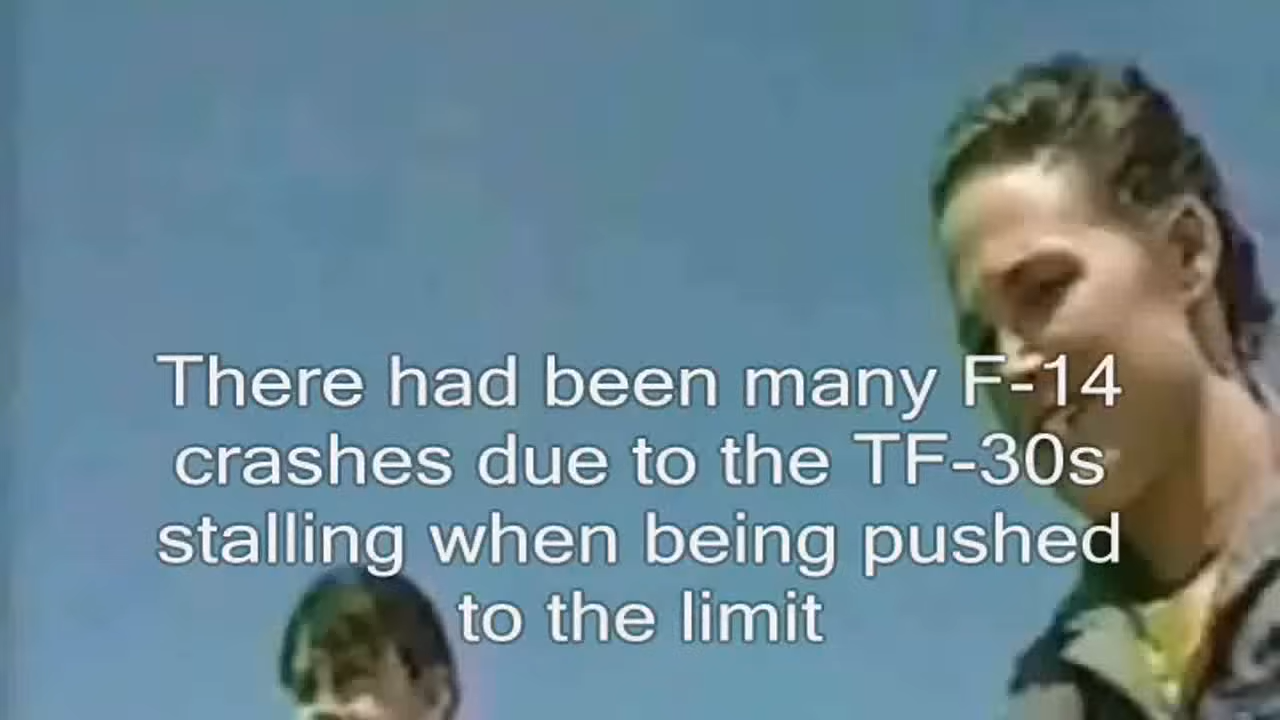 There had been many F-14
crashes due to the TF-30s
stalling when being pushed
to the limit